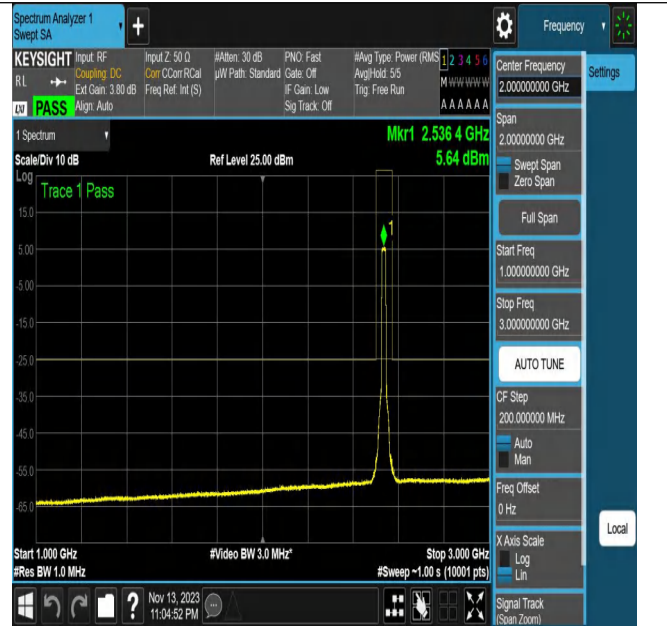 Spectrum Analyzer 1
Swept SA
+
Frequency
KEYSIGHT
RL
LXI PASS
Input: RF
Coupling: DC
Ext Gain: 3.80 dB
Align: Auto
Input Z: 50 Ω
Corr CCorr RCal
Freq Ref: Int (S)
#Atten: 30 dB
µW Path: Standard
PNO: Fast
Gate: Off
IF Gain: Low
Sig Track: Off
#Avg Type: Power (RMS
Avg|Hold: 5/5
Trig: Free Run
1 2 3 4 5 6
M W W W W W
A A A A A A
1 Spectrum
Mkr1 2.536 4 GHz
5.64 dBm
Scale/Div 10 dB
Ref Level 25.00 dBm
Log
Trace 1 Pass
1
15.0
5.00
-5.00
-15.0
-25.0
-35.0
-45.0
-55.0
-65.0
Start 1.000 GHz
#Video BW 3.0 MHz*
Stop 3.000 GHz
#Res BW 1.0 MHz
#Sweep ~1.00 s (10001 pts)
Nov 13, 2023
11:04:52 PM
?
Center Frequency
2.000000000 GHz
Settings
Span
2.00000000 GHz
Swept Span
Zero Span
Full Span
Start Freq
1.000000000 GHz
Stop Freq
3.000000000 GHz
AUTO TUNE
CF Step
200.000000 MHz
Auto
Man
Freq Offset
0 Hz
Local
X Axis Scale
Log
Lin
Signal Track
(Span Zoom)